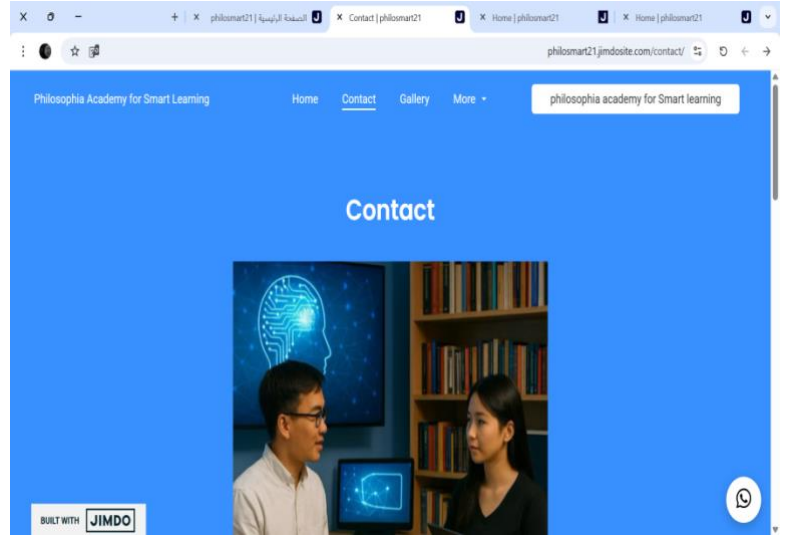 philosmart21 | الصفحة الرئيسية
Contact | philosmart21
Home | philosmart21
Home | philosmart21
philosmart21.jimdosite.com/contact/
Philosophia Academy for Smart Learning
Home
Contact
Gallery
More
philosophia academy for Smart learning
Contact
BUILT WITH JIMDO